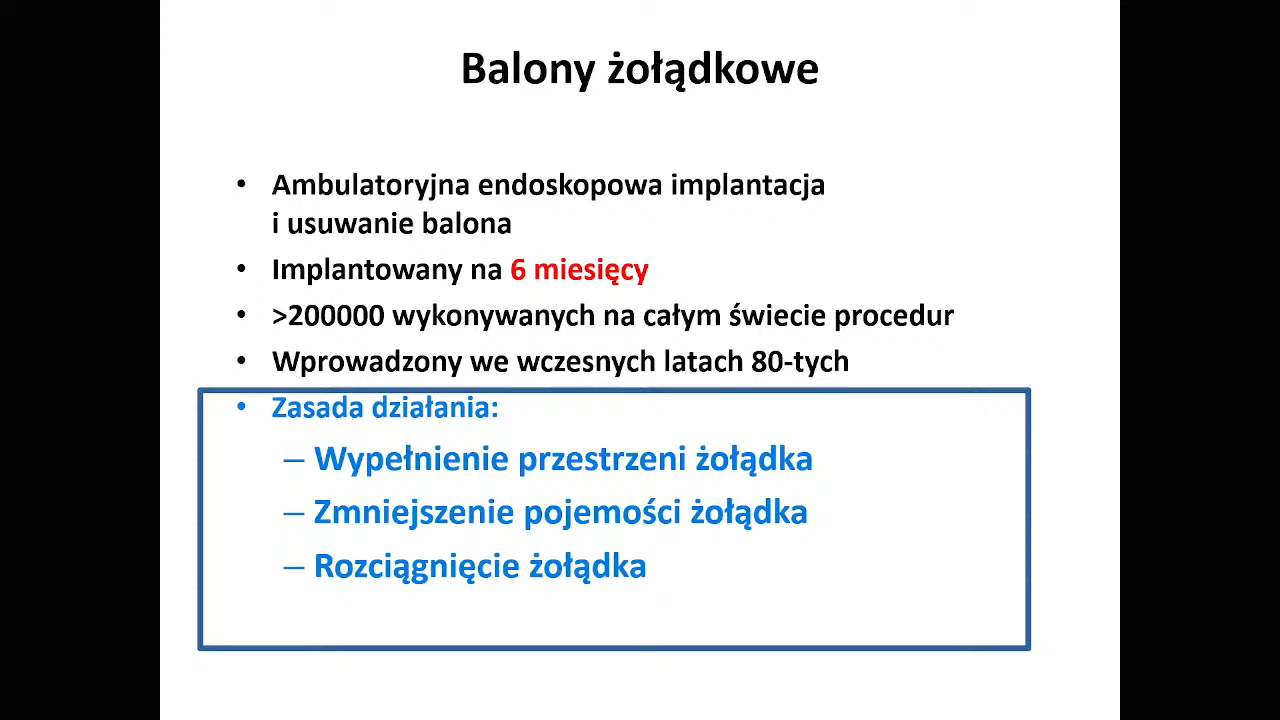 Balony żołądkowe
• Ambulatoryjna endoskopowa implantacja
i usuwanie balona
• Implantowany na 6 miesięcy
• >200000 wykonywanych na całym świecie procedur
• Wprowadzony we wczesnych latach 80-tych
• Zasada działania:
– Wypełnienie przestrzeni żołądka
– Zmniejszenie pojemości żołądka
– Rozciągnięcie żołądka